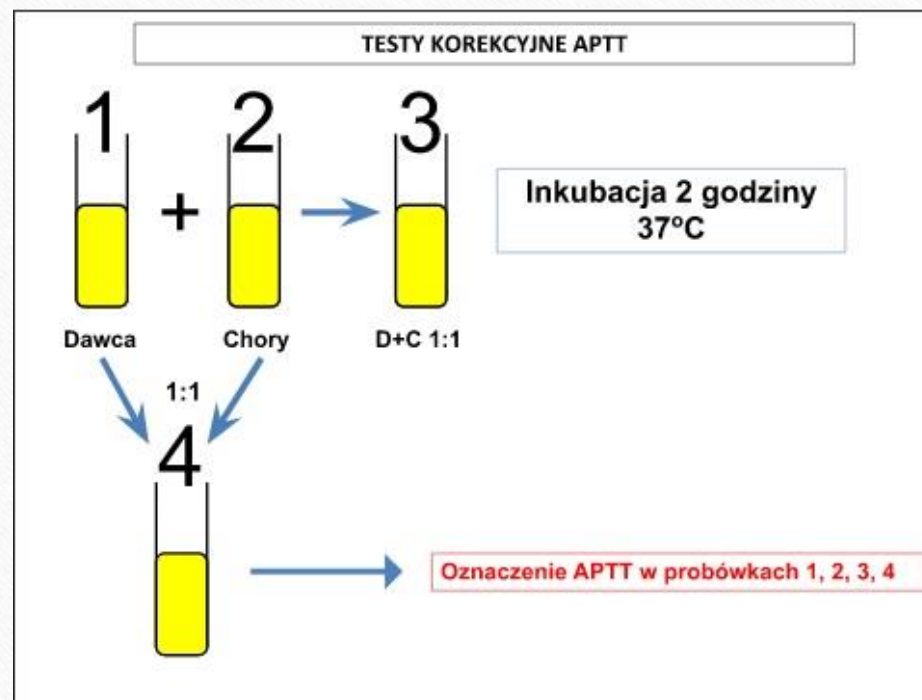 TESTY KOREKCYJNE APTT
1 + 2 3
Inkubacja 2 godziny
37°C
Dawca Chory D+C 1:1
1:1
4
Oznaczenie APTT w probówkach 1, 2, 3, 4